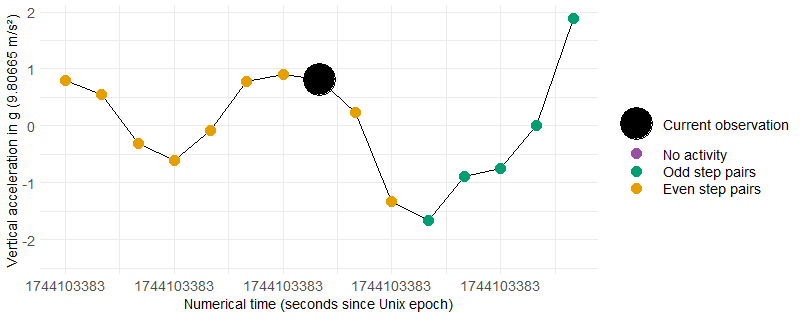 Vertical acceleration in g (9.80665 m/s²)
2
1
0
-1
-2
1744103383 1744103383 1744103383 1744103383 1744103383
Numerical time (seconds since Unix epoch)
Current observation
No activity
Odd step pairs
Even step pairs